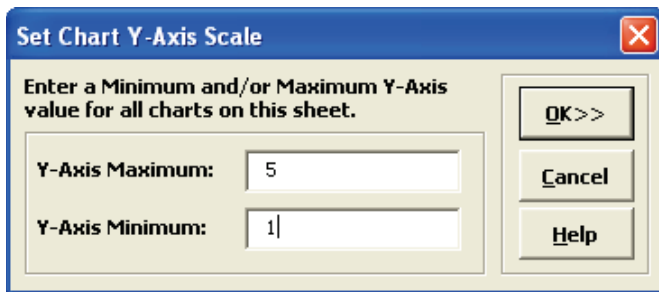 Set Chart Y-Axis Scale
Enter a Minimum and/or Maximum Y-Axis
value for all charts on this sheet.
OK>>
Y-Axis Maximum: 5
Cancel
Y-Axis Minimum: 1
Help